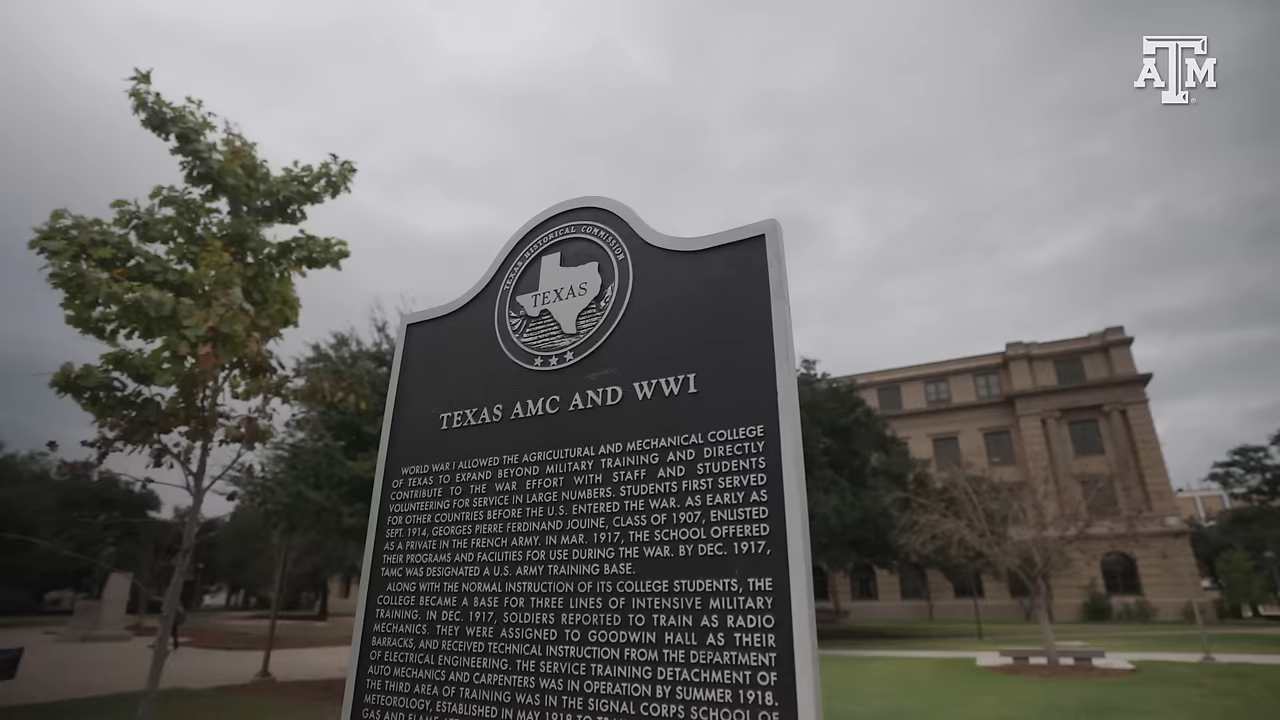 ATM
TEXAS HISTORICAL COMMISSION
TEXAS
TEXAS AMC AND WWI
WORLD WAR I ALLOWED THE AGRICULTURAL AND MECHANICAL COLLEGE
OF TEXAS TO EXPAND BEYOND MILITARY TRAINING AND DIRECTLY
CONTRIBUTE TO THE WAR EFFORT WITH STAFF AND STUDENTS
VOLUNTEERING FOR SERVICE IN LARGE NUMBERS. STUDENTS FIRST SERVED
FOR OTHER COUNTRIES BEFORE THE U.S. ENTERED THE WAR. AS EARLY AS
SEPT. 1914, GEORGES PIERRE FERDINAND JOUINE, CLASS OF 1907, ENLISTED
AS A PRIVATE IN THE FRENCH ARMY. IN MAR. 1917, THE SCHOOL OFFERED
THEIR PROGRAMS AND FACILITIES FOR USE DURING THE WAR. BY DEC. 1917,
TAMC WAS DESIGNATED A U.S. ARMY TRAINING BASE.
ALONG WITH THE NORMAL INSTRUCTION OF ITS COLLEGE STUDENTS, THE
COLLEGE BECAME A BASE FOR THREE LINES OF INTENSIVE MILITARY
TRAINING. IN DEC. 1917, SOLDIERS REPORTED TO TRAIN AS RADIO
MECHANICS. THEY WERE ASSIGNED TO GOODWIN HALL AS THEIR
BARRACKS, AND RECEIVED TECHNICAL INSTRUCTION FROM THE DEPARTMENT
OF ELECTRICAL ENGINEERING. THE SERVICE TRAINING DETACHMENT OF
AUTO MECHANICS AND CARPENTERS WAS IN OPERATION BY SUMMER 1918.
THE THIRD AREA OF TRAINING WAS IN THE SIGNAL CORPS SCHOOL OF
METEOROLOGY, ESTABLISHED IN MAY 1918 TO
GAS AND FLAME